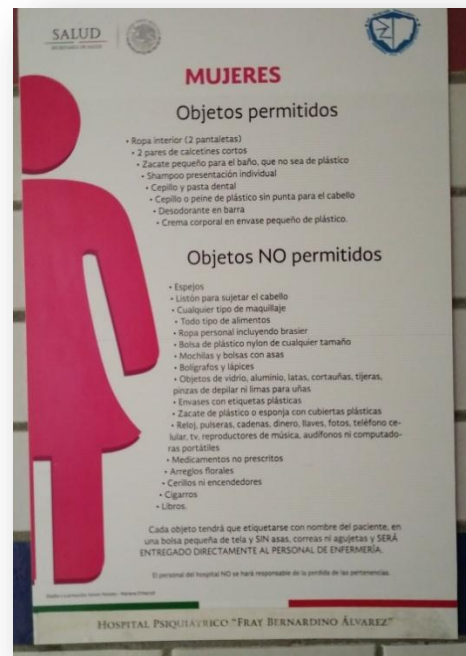 SALUD
SECRETARÍA DE SALUD
MUJERES
Objetos permitidos
• Ropa interior (2 pantaletas)
• 2 pares de calcetines cortos
• Zacate pequeño para el baño, que no sea de plástico
• Shampoo presentación individual
• Cepillo y pasta dental
• Cepillo o peine de plástico sin punta para el cabello
• Desodorante en barra
• Crema corporal en envase pequeño de plástico.
Objetos NO permitidos
• Espejos
• Listón para sujetar el cabello
• Cualquier tipo de maquillaje
• Todo tipo de alimentos
• Ropa personal incluyendo brasier
• Bolsa de plástico nylon de cualquier tamaño
• Mochilas y bolsas con asas
• Bolígrafos y lápices
• Objetos de vidrio, aluminio, latas, cortauñas, tijeras,
pinzas de depilar ni limas para uñas
• Envases con etiquetas plásticas
• Zacate de plástico o esponja con cubiertas plásticas
• Reloj, pulseras, cadenas, dinero, llaves, fotos, teléfono ce-
lular, tv, reproductores de música, audífonos ni computado-
ras portátiles
• Medicamentos no prescritos
• Arreglos florales
• Cerillos ni encendedores
• Cigarros
• Libros.
Cada objeto tendrá que etiquetarse con nombre del paciente, en
una bolsa pequeña de tela y SIN asas, correas ni agujetas y SERÁ
ENTREGADO DIRECTAMENTE AL PERSONAL DE ENFERMERÍA.
El personal del hospital NO se hará responsable de la perdida de las pertenencias.
HOSPITAL PSIQUIÁTRICO "FRAY BERNARDINO ÁLVAREZ"